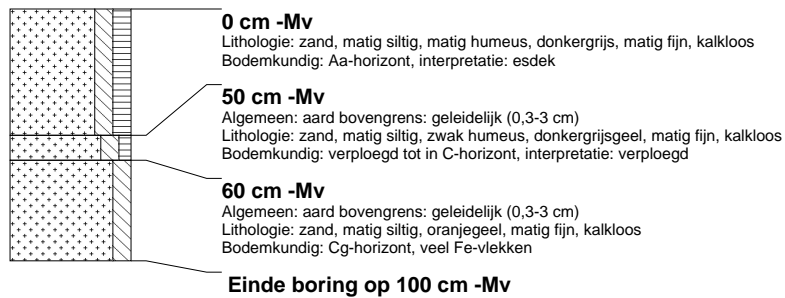 0 cm -Mv
Lithologie: zand, matig siltig, matig humeus, donkergrijs, matig fijn, kalkloos
Bodemkundig: Aa-horizont, interpretatie: esdek
50 cm -Mv
Algemeen: aard bovengrens: geleidelijk (0,3-3 cm)
Lithologie: zand, matig siltig, zwak humeus, donkergrijsgeel, matig fijn, kalkloos
Bodemkundig: verploegd tot in C-horizont, interpretatie: verploegd
60 cm -Mv
Algemeen: aard bovengrens: geleidelijk (0,3-3 cm)
Lithologie: zand, matig siltig, oranjegeel, matig fijn, kalkloos
Bodemkundig: Cg-horizont, veel Fe-vlekken
Einde boring op 100 cm -Mv